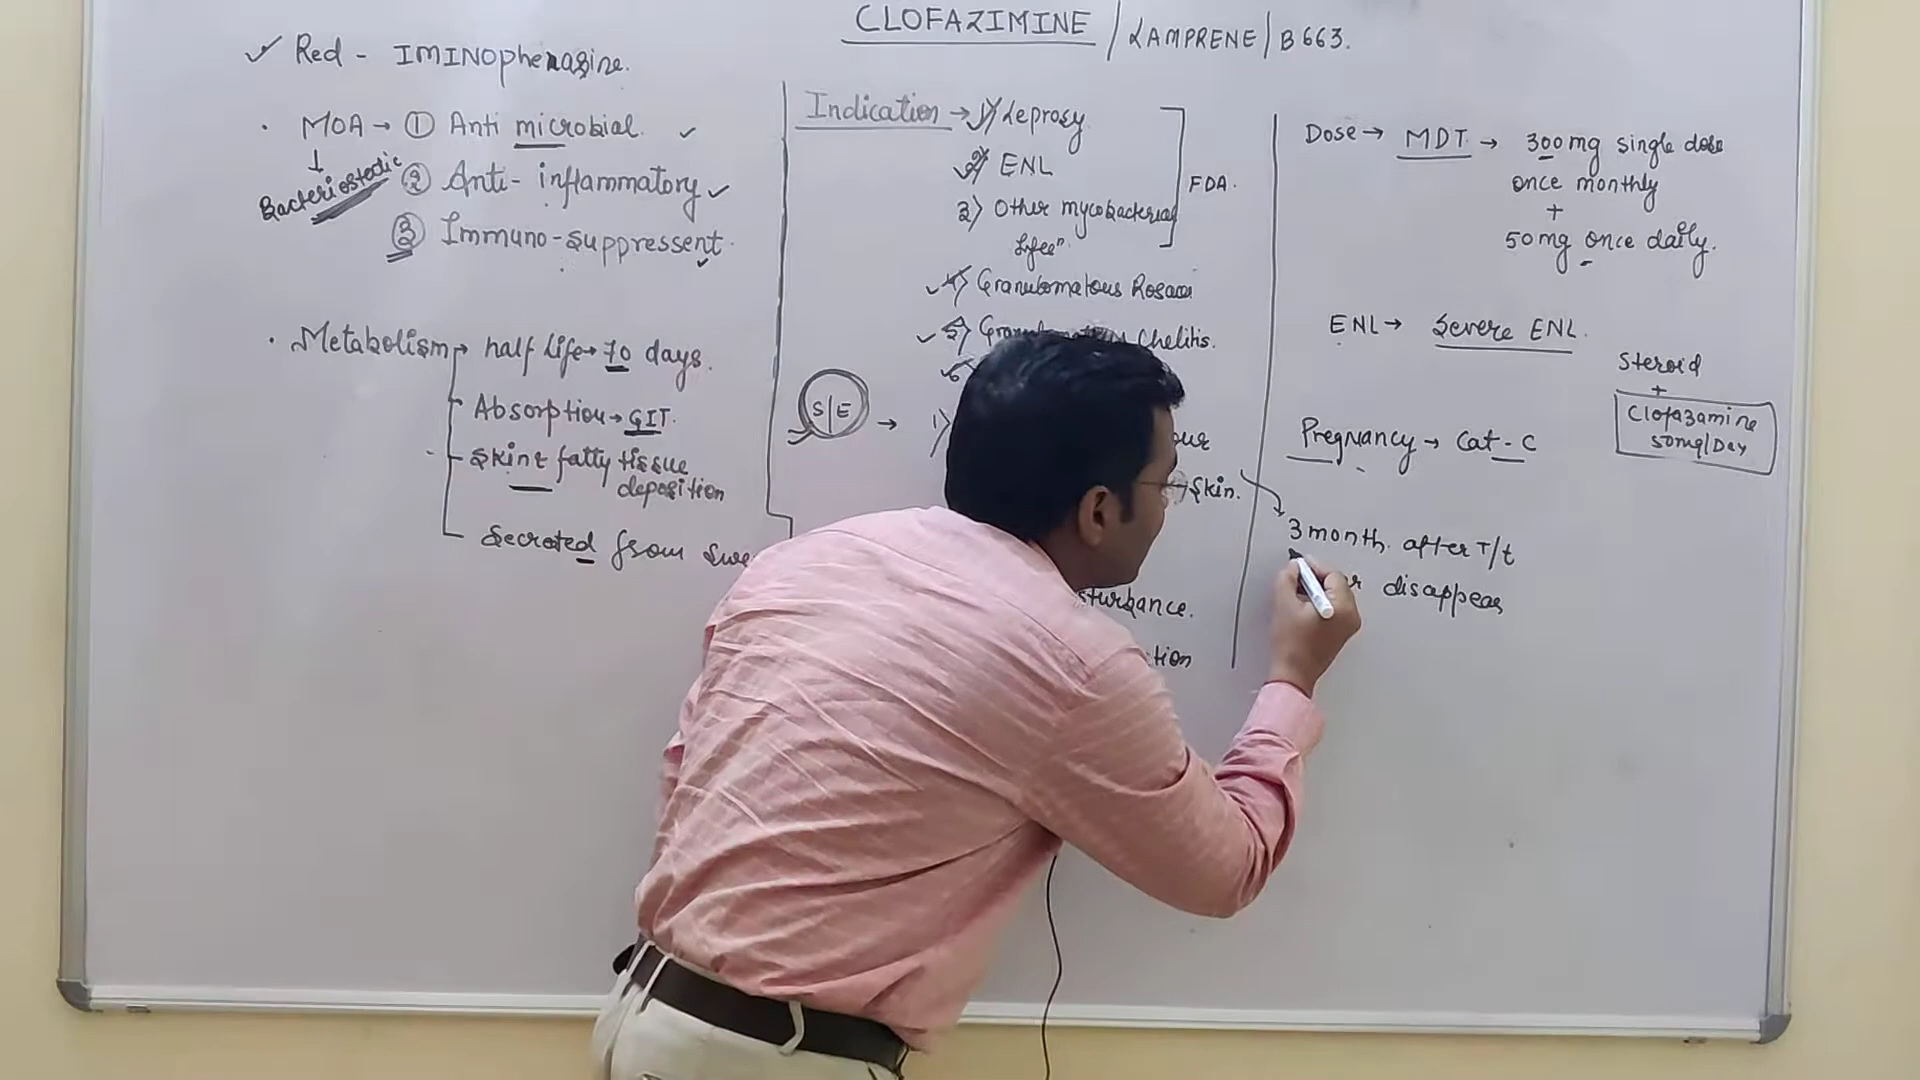 CLOFAZIMINE / LAMPRENE / B663.
✓ Red - IMINOphenazine.
• MOA → ① Anti microbial ✓
↓
Bacteriostatic
② Anti-inflammatory ✓
③ Immuno-suppressent ✓
• Metabolism → half life → 70 days.
Absorption → GIT.
Skin & fatty tissue
deposition
Secreted from
Indication → 1) Leprosy
2) ENL
3) Other mycobacterial
FDA.
4) Granulomatous
5) Chelitis.
6)
S/E → 1)
Skin.
Dose → MDT → 300mg single dose
once monthly
+
50mg once daily.
ENL → Severe ENL.
Steroid
+
Clofazamine
50mg/Day
Pregnancy → Cat-C
3 month. after T/t
disappear